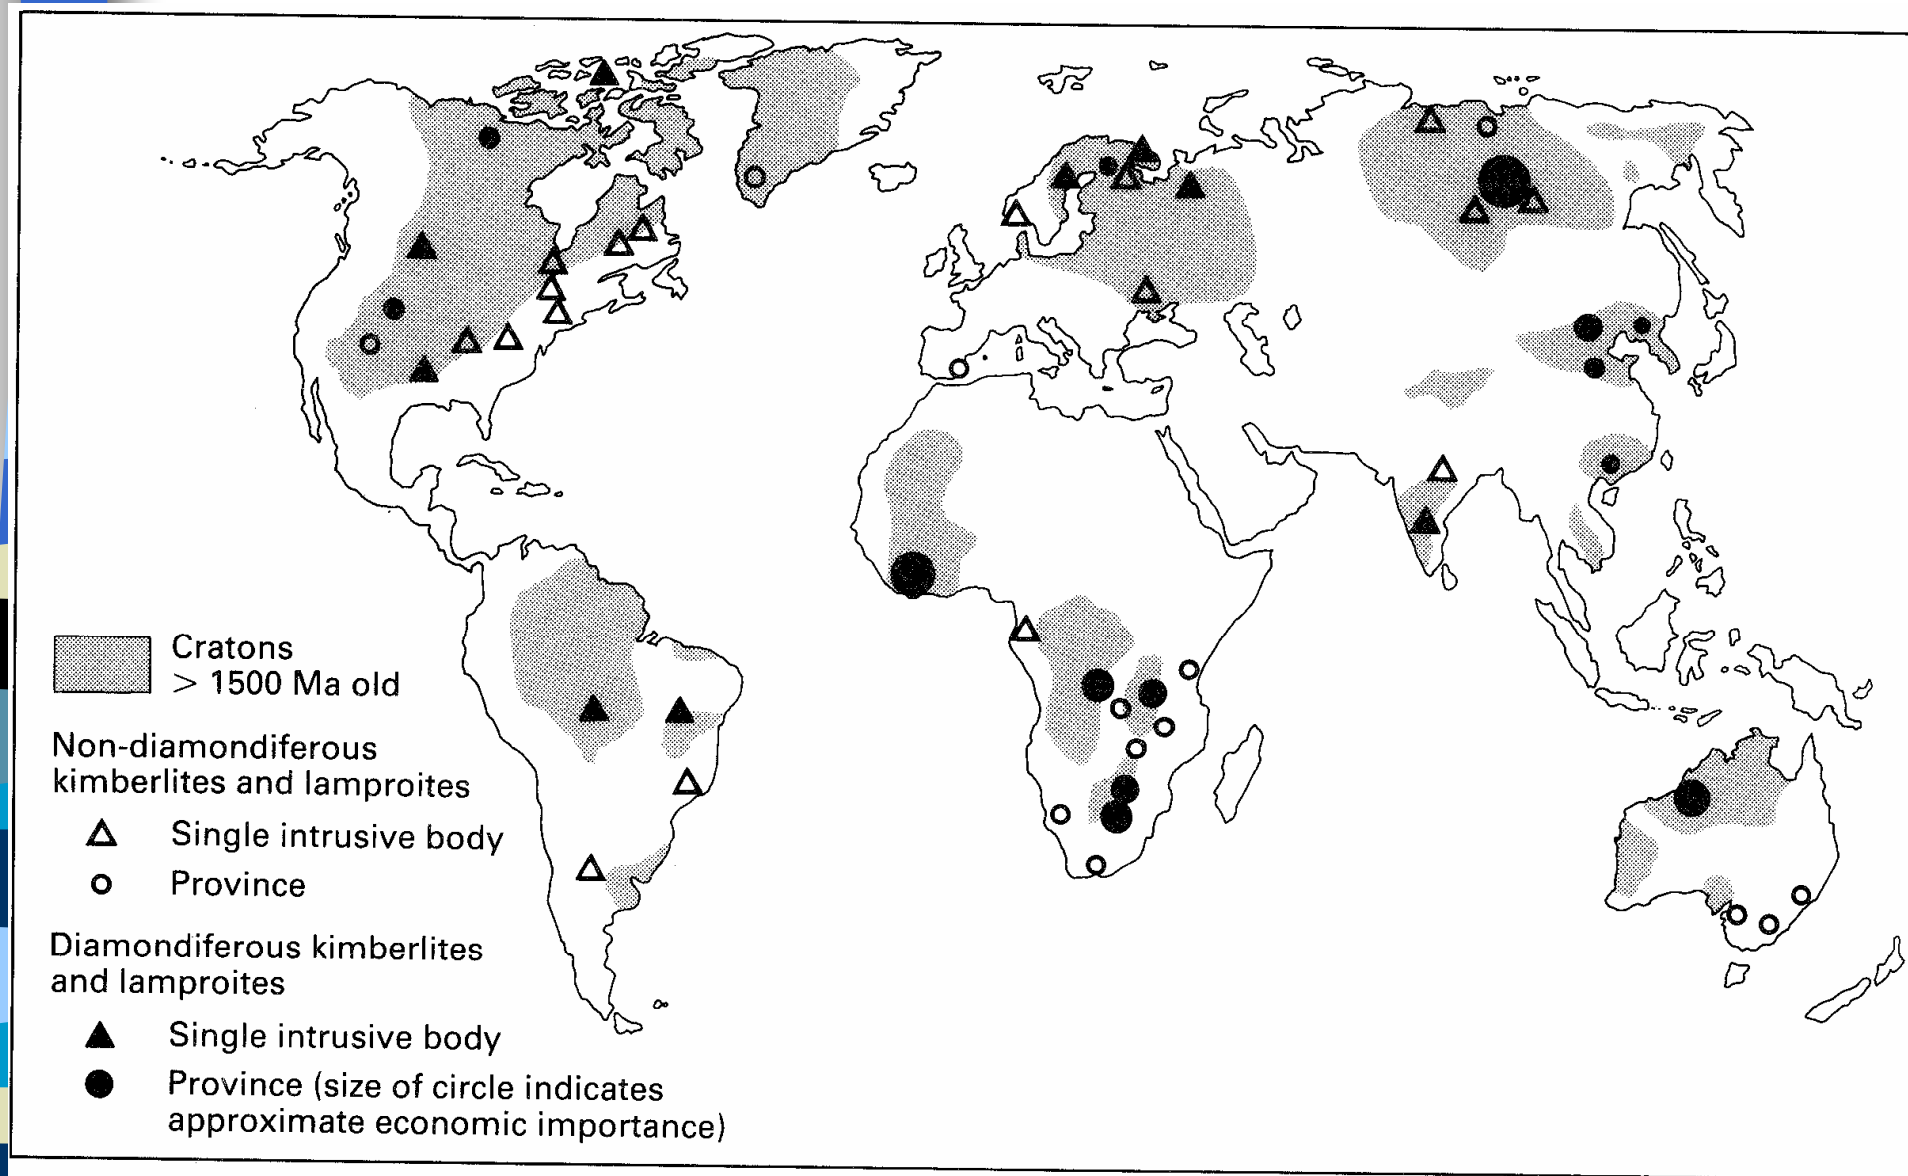 Cratons
> 1500 Ma old
Non-diamondiferous
kimberlites and lamproites
Single intrusive body
Province
Diamondiferous kimberlites
and lamproites
Single intrusive body
Province (size of circle indicates
approximate economic importance)